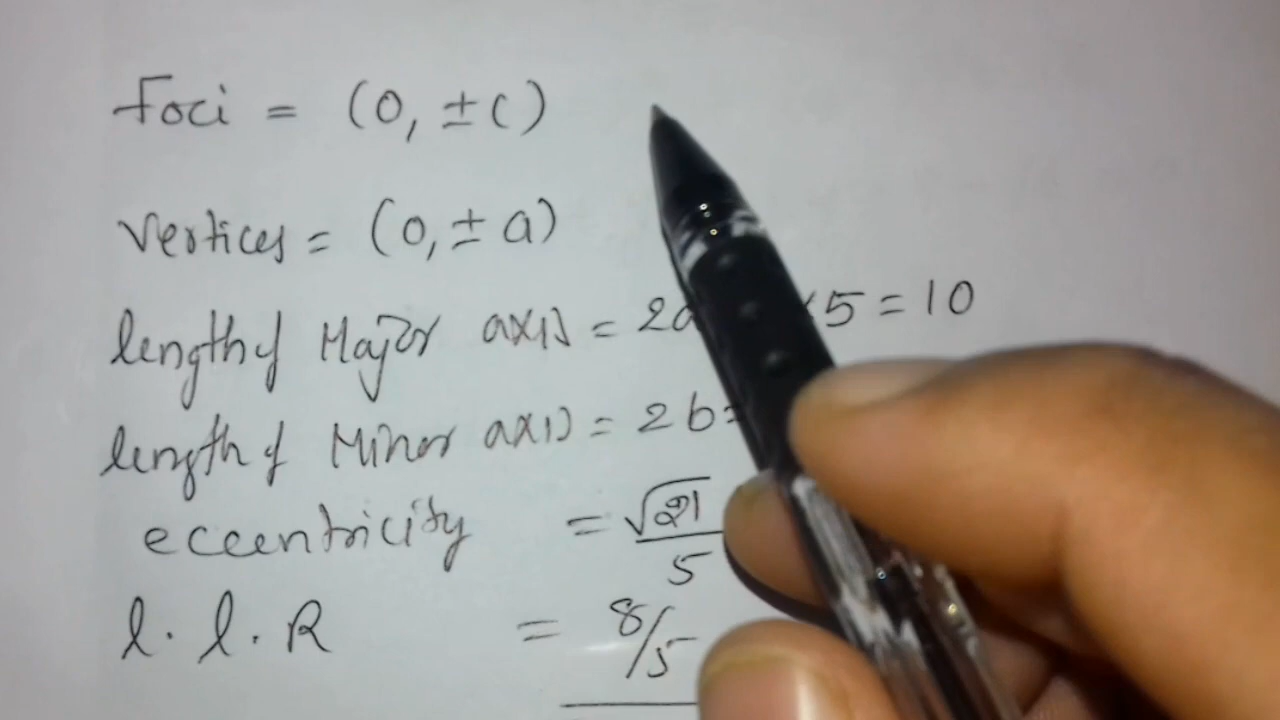 Foci = (0, ±c)
Vertices = (0, ±a)
length of Major axis = 2a ×5 = 10
length of Minor axis = 2b =
eccentricity = √21/5
l.l.R = 8/5